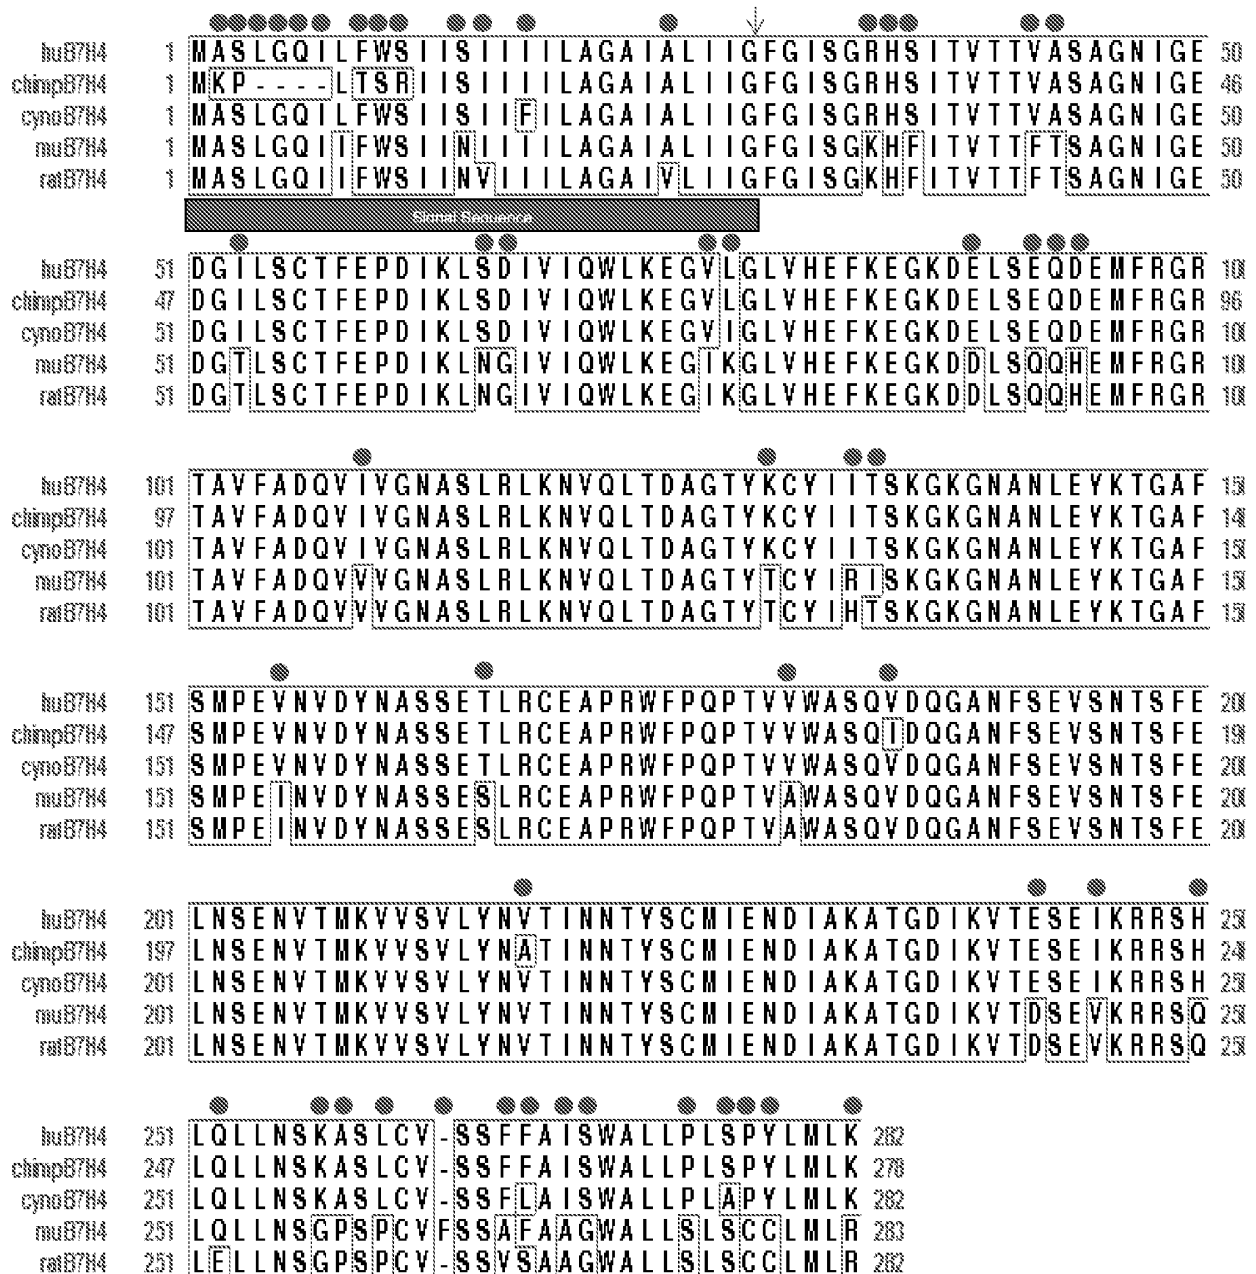 huB7H4 1 MASLGQILFWSIISIIIILAGAIALIIGFGISGRHSITVTTVASAGNIGE 50
chimpB7H4 1 MKP----LTSRIISIIIILAGAIALIIGFGISGRHSITVTTVASAGNIGE 46
cynoB7H4 1 MASLGQILFWSIISIIFILAGAIALIIGFGISGRHSITVTTVASAGNIGE 50
muB7H4 1 MASLGQIIFWSIINIIIILAGAIALIIGFGISGKHFITVTTFTSAGNIGE 50
ratB7H4 1 MASLGQIIFWSIINVIIILAGAIVLIIGFGISGKHFITVTTFTSAGNIGE 50
Signal Sequence
huB7H4 51 DGILSCTFEPDIKLSDIVIQWLKEGVLGLVHEFKEGKDELSEQDEMFRGR 100
chimpB7H4 47 DGILSCTFEPDIKLSDIVIQWLKEGVLGLVHEFKEGKDELSEQDEMFRGR 96
cynoB7H4 51 DGILSCTFEPDIKLSDIVIQWLKEGVIGLVHEFKEGKDELSEQDEMFRGR 100
muB7H4 51 DGTLSCTFEPDIKLNGIVIQWLKEGIKGLVHEFKEGKDDLSQQHEMFRGR 100
ratB7H4 51 DGTLSCTFEPDIKLNGIVIQWLKEGIKGLVHEFKEGKDDLSQQHEMFRGR 100
huB7H4 101 TAVFADQVIVGNASLRLKNVQLTDAGTYKCYIITSKGKGNANLEYKTGAF 150
chimpB7H4 97 TAVFADQVIVGNASLRLKNVQLTDAGTYKCYIITSKGKGNANLEYKTGAF 146
cynoB7H4 101 TAVFADQVIVGNASLRLKNVQLTDAGTYKCYIITSKGKGNANLEYKTGAF 150
muB7H4 101 TAVFADQVVVGNASLRLKNVQLTDAGTYTCYIRISKGKGNANLEYKTGAF 150
ratB7H4 101 TAVFADQVVVGNASLRLKNVQLTDAGTYTCYIHTSKGKGNANLEYKTGAF 150
huB7H4 151 SMPEVNVDYNASSETLRCEAPRWFPQPTVVWASQVDQGANFSEVSNTSFE 200
chimpB7H4 147 SMPEVNVDYNASSETLRCEAPRWFPQPTVVWASQIDQGANFSEVSNTSFE 196
cynoB7H4 151 SMPEVNVDYNASSETLRCEAPRWFPQPTVVWASQVDQGANFSEVSNTSFE 200
muB7H4 151 SMPEINVDYNASSESLRCEAPRWFPQPTVAWASQVDQGANFSEVSNTSFE 200
ratB7H4 151 SMPEINVDYNASSESLRCEAPRWFPQPTVAWASQVDQGANFSEVSNTSFE 200
huB7H4 201 LNSENVTMKVVSVLYNVTINNTYSCMIENDIAKATGDIKVTESEIKRRSH 250
chimpB7H4 197 LNSENVTMKVVSVLYNATINNTYSCMIENDIAKATGDIKVTESEIKRRSH 246
cynoB7H4 201 LNSENVTMKVVSVLYNVTINNTYSCMIENDIAKATGDIKVTESEIKRRSH 250
muB7H4 201 LNSENVTMKVVSVLYNVTINNTYSCMIENDIAKATGDIKVTDSEVKRRSQ 250
ratB7H4 201 LNSENVTMKVVSVLYNVTINNTYSCMIENDIAKATGDIKVTDSEVKRRSQ 250
huB7H4 251 LQLLNSKASLCV-SSFFAISWALLPLSPYLMLK 282
chimpB7H4 247 LQLLNSKASLCV-SSFFAISWALLPLSPYLMLK 278
cynoB7H4 251 LQLLNSKASLCV-SSFLAISWALLPLAPYLMLK 282
muB7H4 251 LQLLNSGPSPCVFSSAFAAGWALLSLSCCLMLR 283
ratB7H4 251 LELLNSGPSPCV-SSVSAAGWALLSLSCCLMLR 282